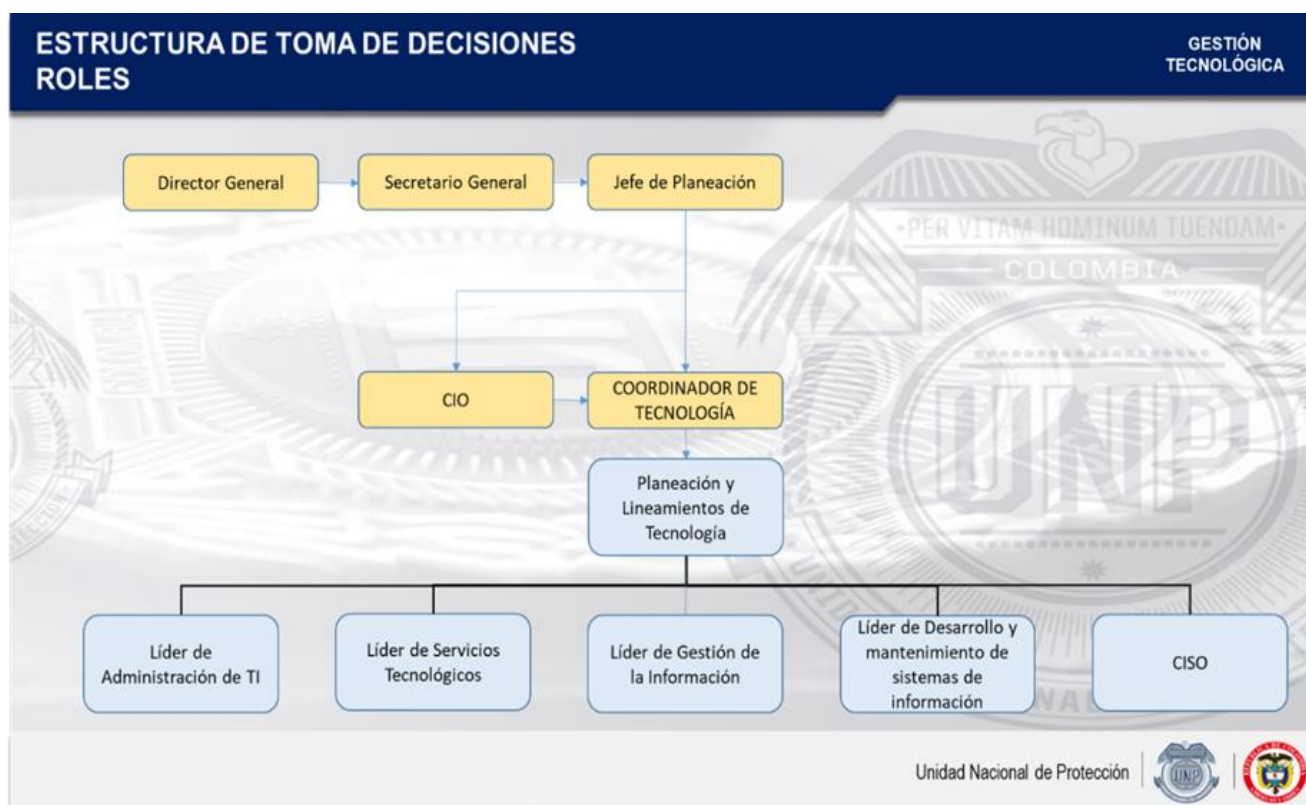 ESTRUCTURA DE TOMA DE DECISIONES
ROLES
GESTIÓN
TECNOLÓGICA
Director General
Secretario General
Jefe de Planeación
PER VITAM HOMINUM TUENDAM
COLOMBIA
UNP
CIO
COORDINADOR DE
TECNOLOGÍA
Planeación y
Lineamientos de
Tecnología
Líder de
Administración de TI
Líder de Servicios
Tecnológicos
Líder de Gestión de
la Información
Líder de Desarrollo y
mantenimiento de
sistemas de
información
CISO
Unidad Nacional de Protección
UNP